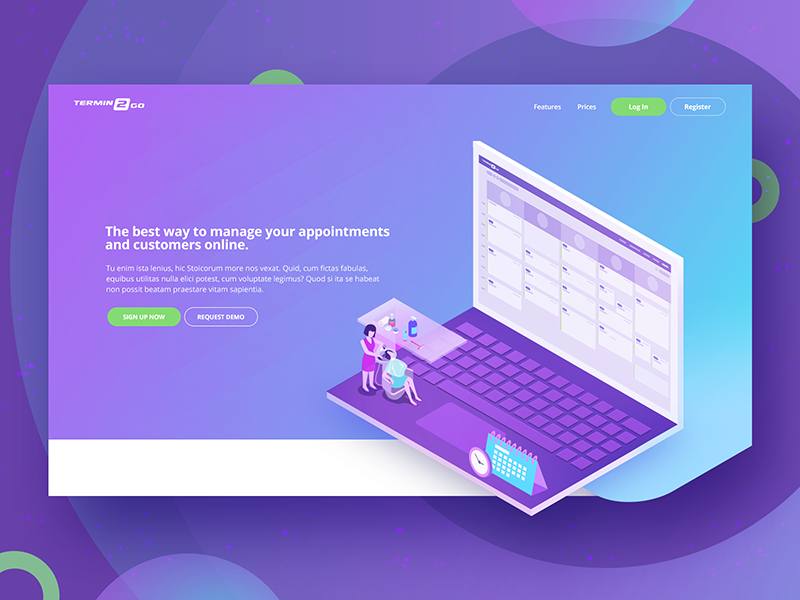 TERMIN2GO
Features Prices Log In Register
The best way to manage your appointments
and customers online.
Tu enim ista lenius, hic Stoicorum more nos vexat. Quid, cum fictas fabulas,
equibus utilitas nulla elici potest, cum voluptate legimus? Quod si ita se habeat
non possit beatam praestare vitam sapientia.
SIGN UP NOW REQUEST DEMO